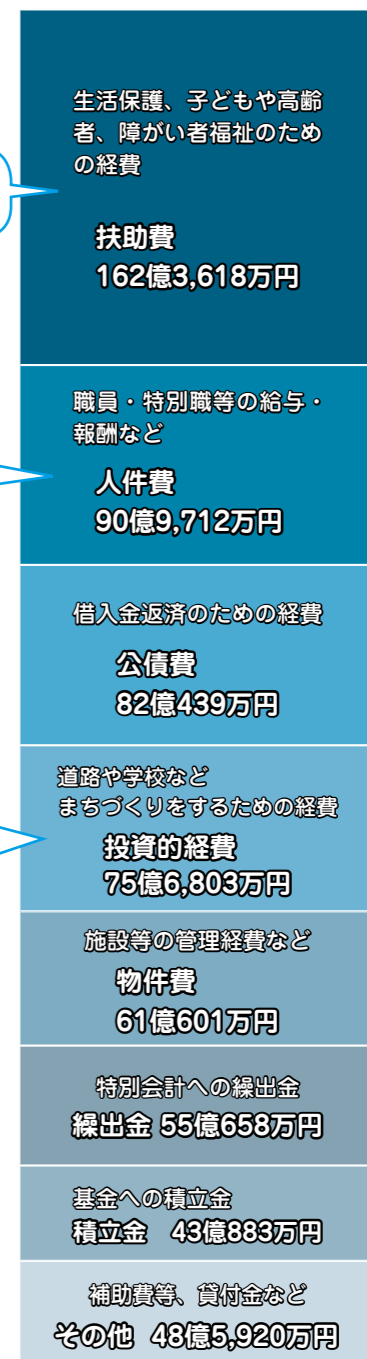 生活保護、子どもや高齢
者、障がい者福祉のため
の経費
扶助費
162億3,618万円
職員・特別職等の給与・
報酬など
人件費
90億9,712万円
借入金返済のための経費
公債費
82億439万円
道路や学校など
まちづくりをするための経費
投資的経費
75億6,803万円
施設等の管理経費など
物件費
61億601万円
特別会計への繰出金
繰出金 55億658万円
基金への積立金
積立金　43億883万円
補助費等、貸付金など
その他 48億5,920万円